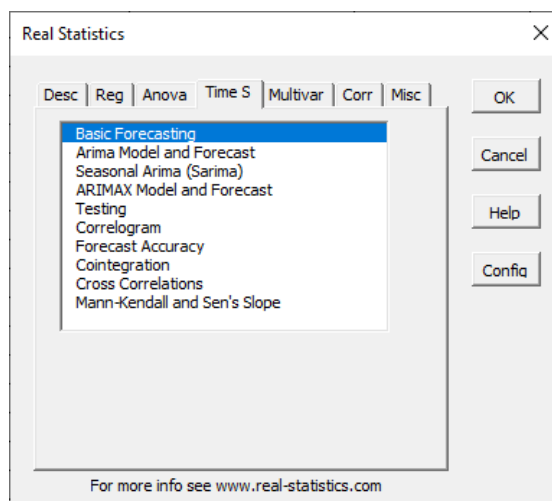 Real Statistics
Desc Reg Anova Time S Multivar Corr Misc
OK
Cancel
Help
Config
Basic Forecasting
Arima Model and Forecast
Seasonal Arima (Sarima)
ARIMAX Model and Forecast
Testing
Correlogram
Forecast Accuracy
Cointegration
Cross Correlations
Mann-Kendall and Sen's Slope
For more info see www.real-statistics.com